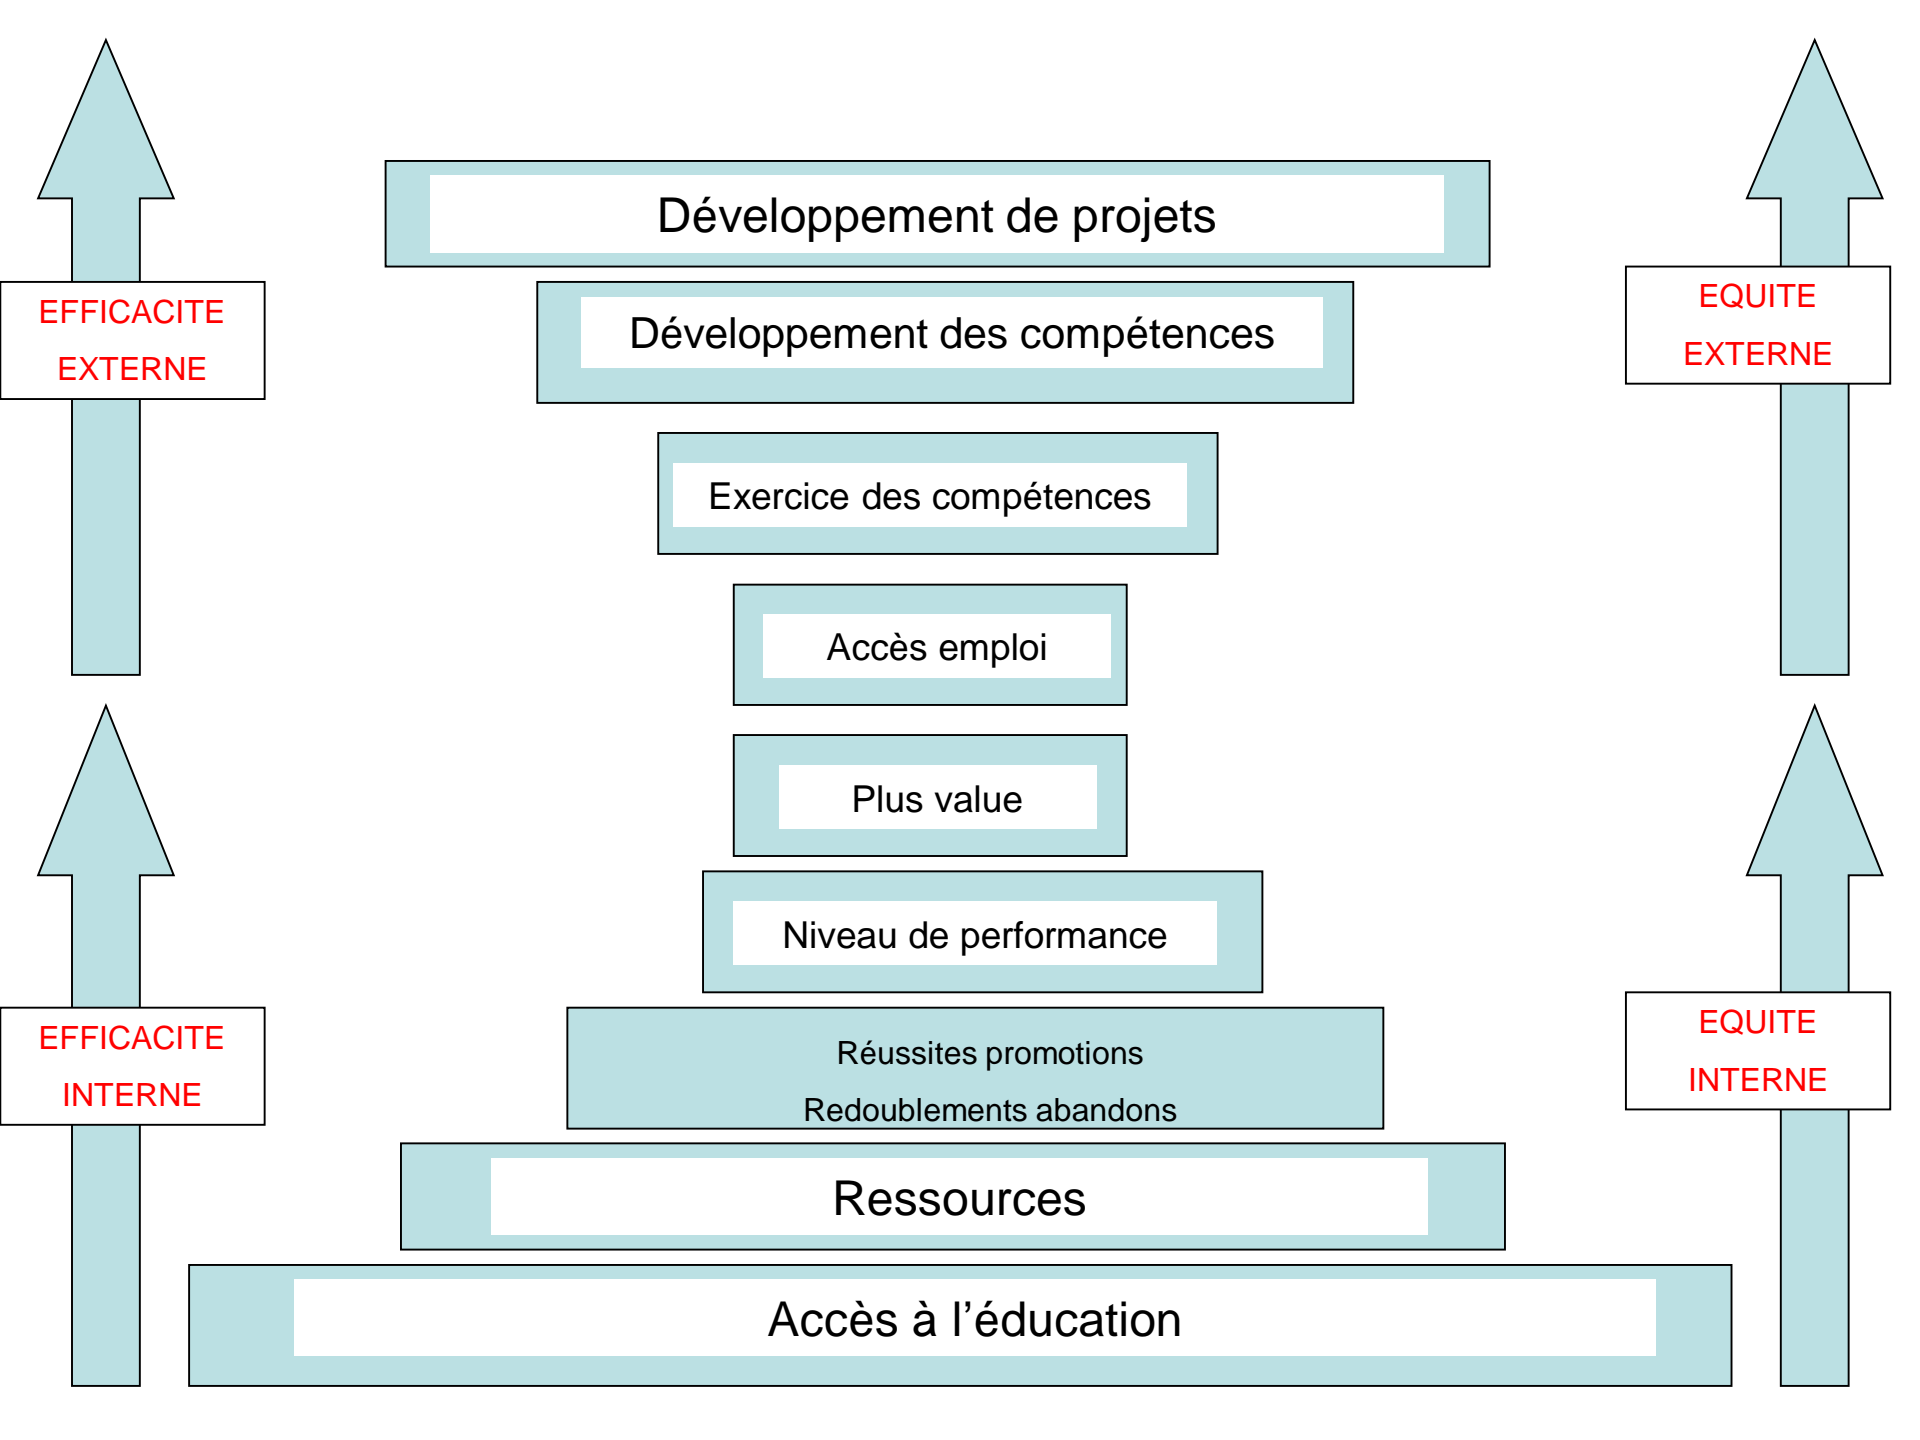 Développement de projets
EFFICACITE
EXTERNE
EQUITE
EXTERNE
Développement des compétences
Exercice des compétences
Accès emploi
Plus value
Niveau de performance
EFFICACITE
INTERNE
EQUITE
INTERNE
Réussites promotions
Redoublements abandons
Ressources
Accès à l’éducation